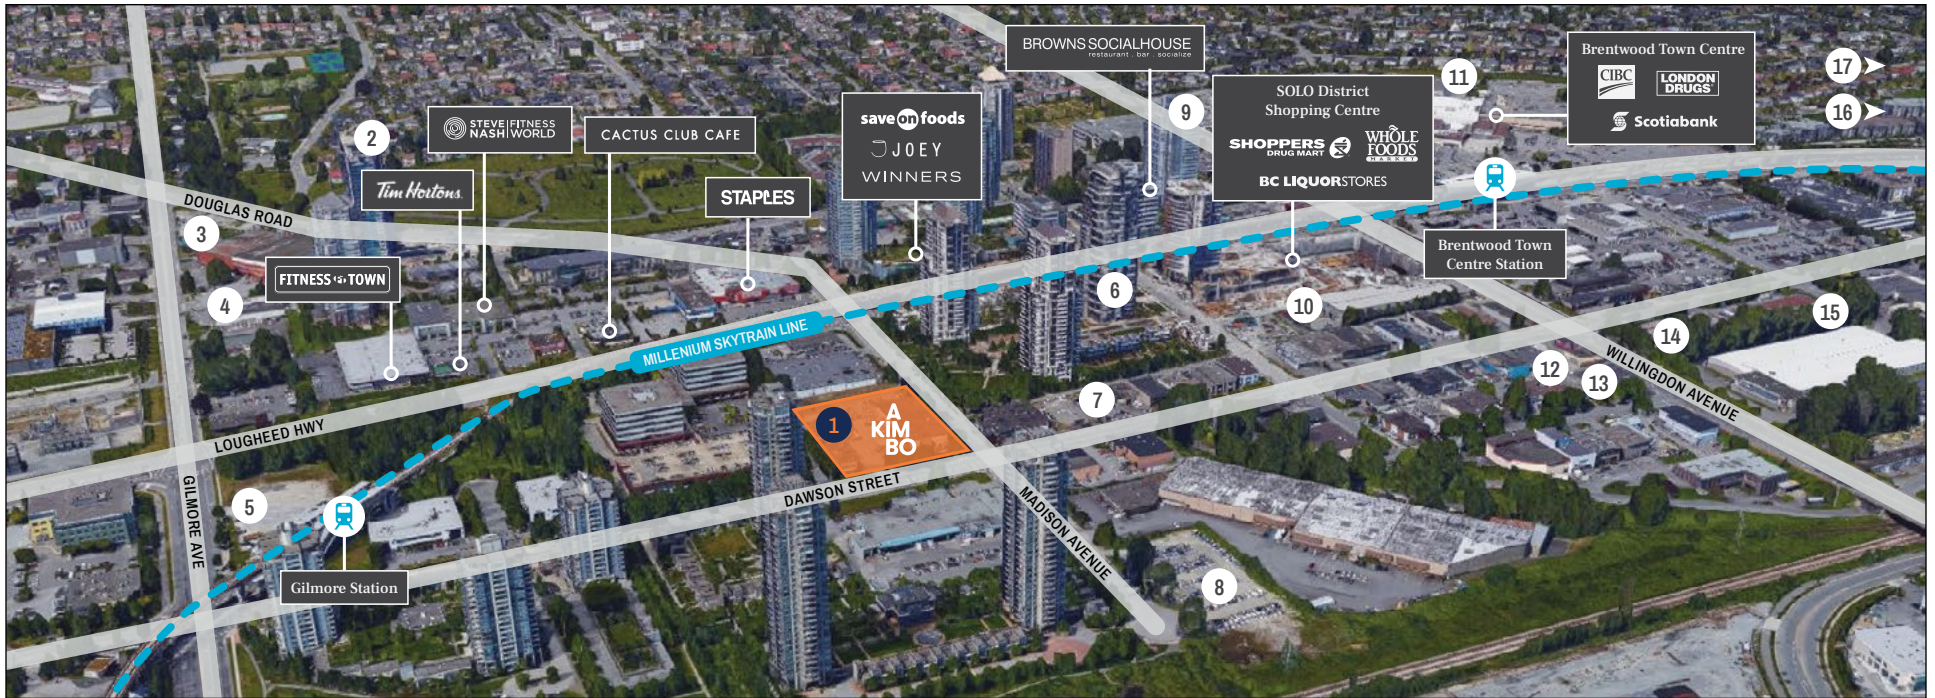 BROWNS SOCIALHOUSE
restaurant . bar . socialize
11
Brentwood Town Centre
CIBC
LONDON
DRUGS
Scotiabank
17
16
2
STEVE NASH
FITNESS WORLD
CACTUS CLUB CAFE
save on foods
JOEY
WINNERS
9
SOLO District
Shopping Centre
SHOPPERS
DRUG MART
WHOLE
FOODS
MARKET
BC LIQUORSTORES
Tim Hortons
STAPLES
DOUGLAS ROAD
3
FITNESS TOWN
4
Brentwood Town
Centre Station
6
10
15
MILLENIUM SKYTRAIN LINE
14
12
13
WILLINGDON AVENUE
7
1
A
KIM
BO
LOUGHEED HWY
GILMORE AVE
5
DAWSON STREET
MADISON AVENUE
Gilmore Station
8